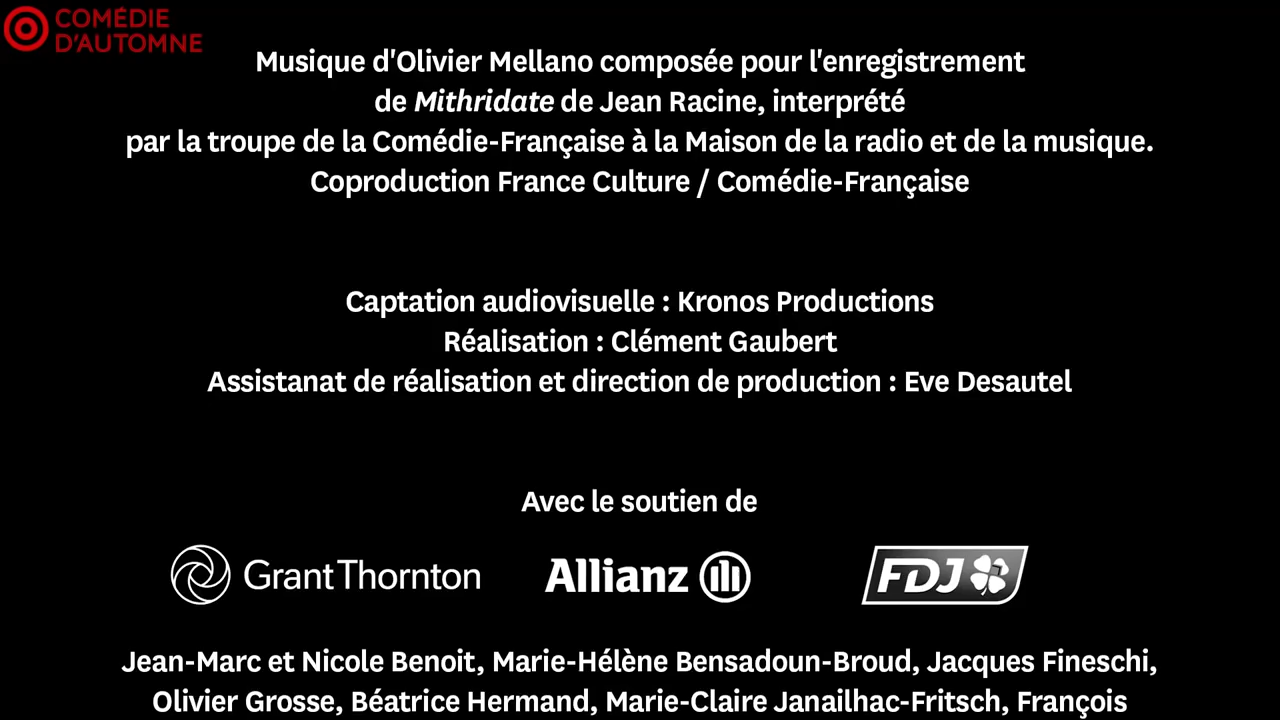 COMÉDIE
D'AUTOMNE
Musique d'Olivier Mellano composée pour l'enregistrement
de Mithridate de Jean Racine, interprété
par la troupe de la Comédie-Française à la Maison de la radio et de la musique.
Coproduction France Culture / Comédie-Française
Captation audiovisuelle : Kronos Productions
Réalisation : Clément Gaubert
Assistanat de réalisation et direction de production : Eve Desautel
Avec le soutien de
Grant Thornton
Allianz
FDJ
Jean-Marc et Nicole Benoit, Marie-Hélène Bensadoun-Broud, Jacques Fineschi,
Olivier Grosse, Béatrice Hermand, Marie-Claire Janailhac-Fritsch, François